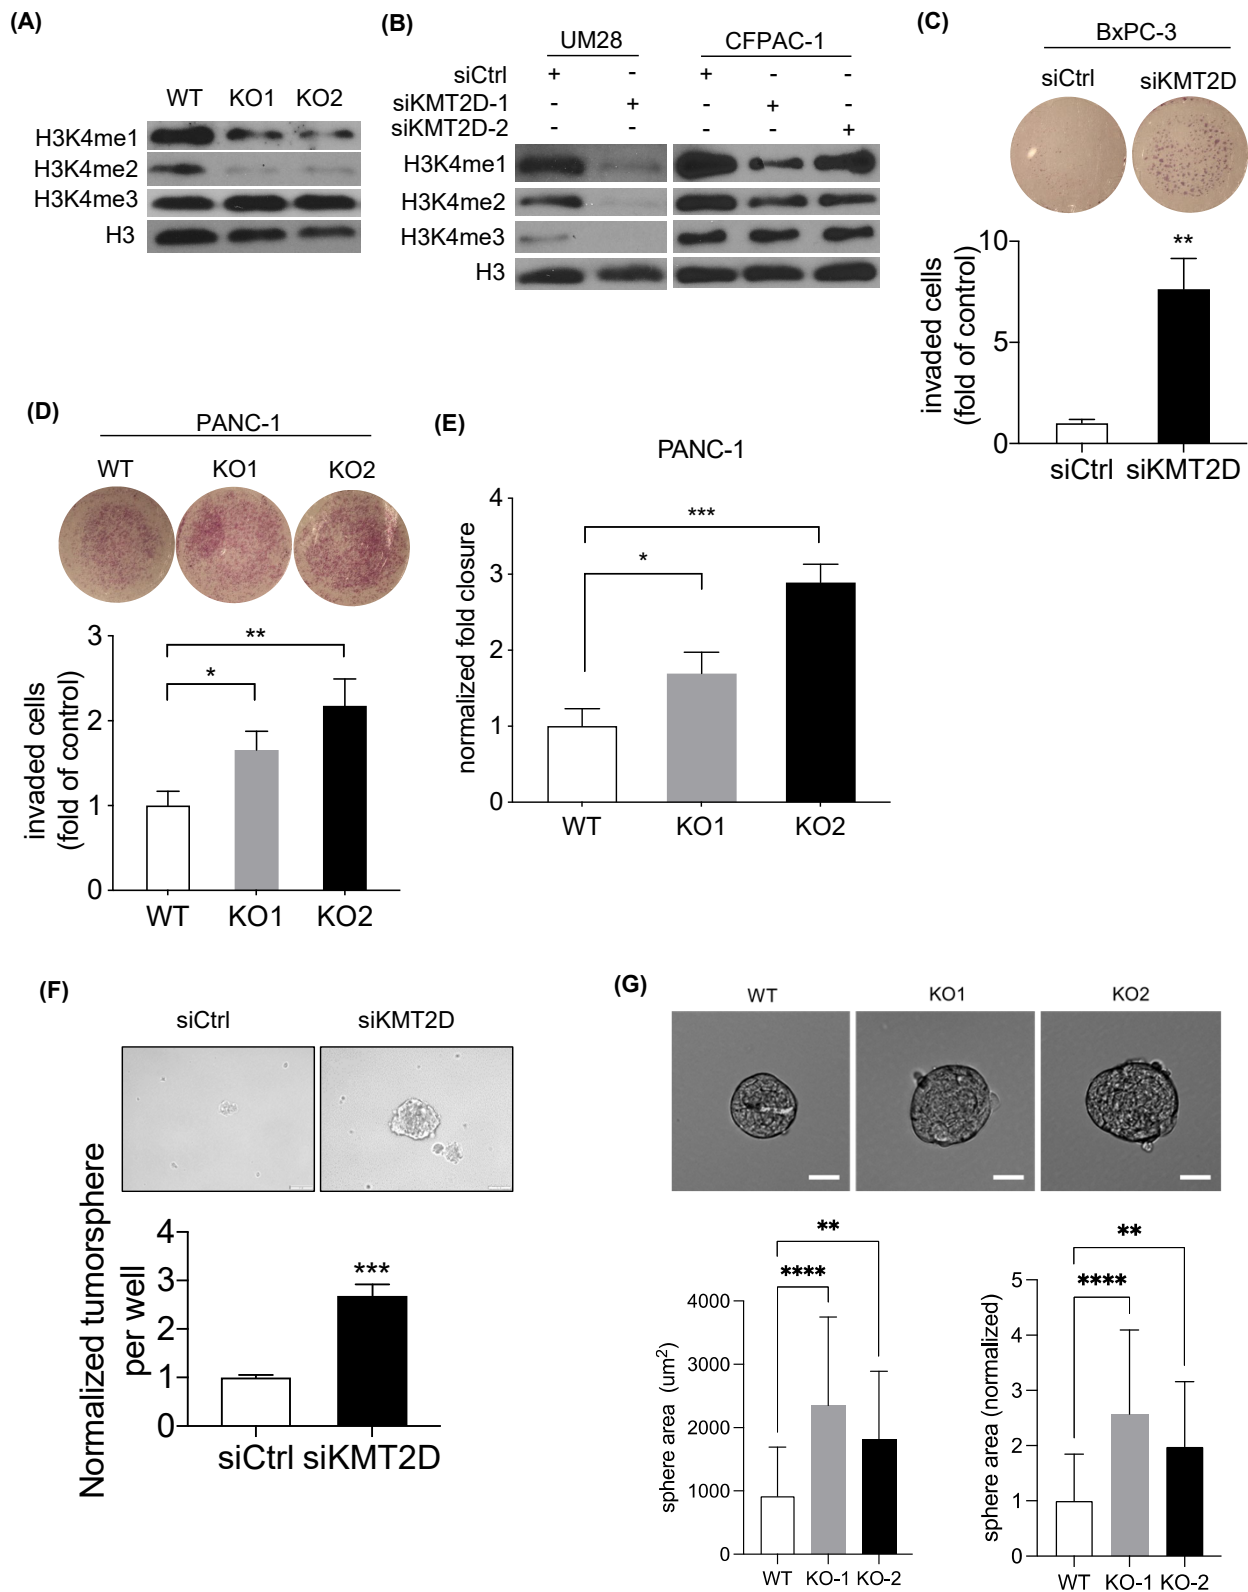 (A)
WT KO1 KO2
H3K4me1
H3K4me2
H3K4me3
H3
(B)
UM28 CFPAC-1
siCtrl + - + - -
siKMT2D-1 - + - + -
siKMT2D-2 - - - - +
H3K4me1
H3K4me2
H3K4me3
H3
(C)
BxPC-3
siCtrl siKMT2D
invaded cells
(fold of control)
10
5
0
**
siCtrl siKMT2D
(D)
PANC-1
WT KO1 KO2
invaded cells
(fold of control)
3
2
1
0
**
*
WT KO1 KO2
(E)
PANC-1
normalized fold closure
4
3
2
1
0
***
*
WT KO1 KO2
(F)
siCtrl siKMT2D
Normalized tumorsphere
per well
4
3
2
1
0
***
siCtrl siKMT2D
(G)
WT KO1 KO2
sphere area (um²)
4000
3000
2000
1000
0
**
****
WT KO-1 KO-2
sphere area (normalized)
5
4
3
2
1
0
**
****
WT KO-1 KO-2